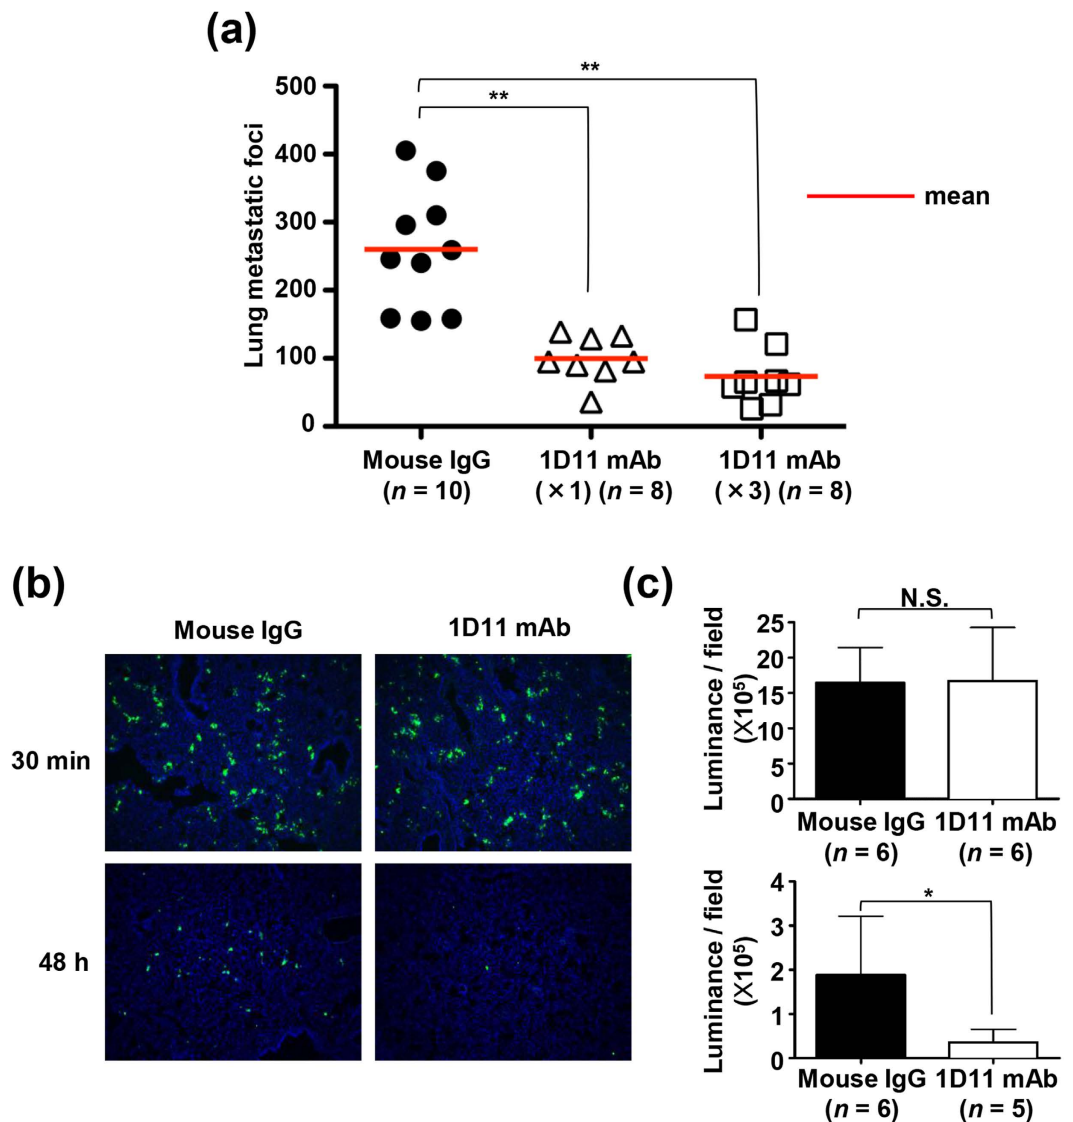 (a)
Lung metastatic foci
500
400
300
200
100
0
**
**
mean
Mouse IgG
(n = 10)
1D11 mAb
(×1) (n = 8)
1D11 mAb
(×3) (n = 8)
(b)
Mouse IgG
1D11 mAb
30 min
48 h
(c)
N.S.
Luminance / field
(X10⁵)
25
20
15
10
5
0
Mouse IgG
(n = 6)
1D11 mAb
(n = 6)
*
Luminance / field
(X10⁵)
4
3
2
1
0
Mouse IgG
(n = 6)
1D11 mAb
(n = 5)